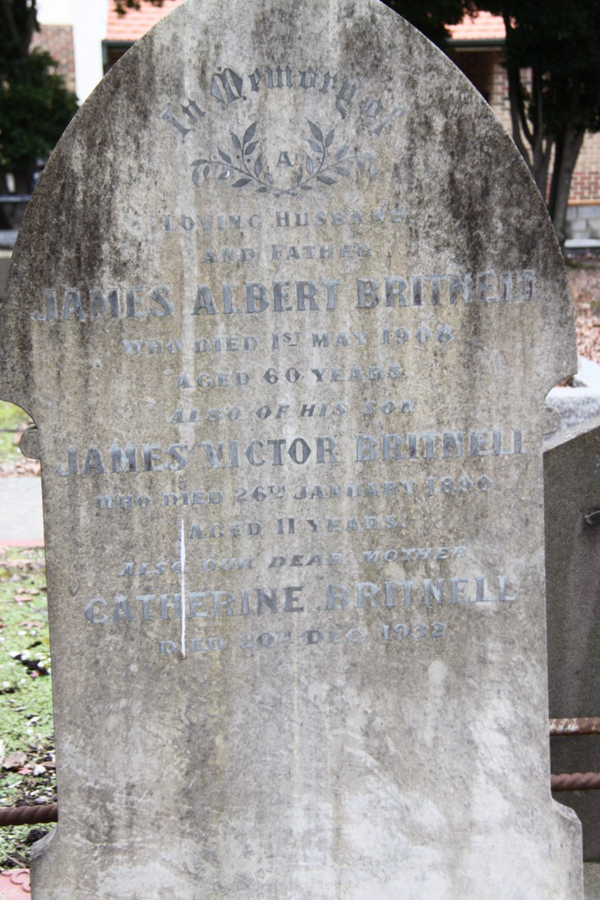 In Memory of
A
LOVING HUSBAND
AND FATHER
JAMES ALBERT BRITNELL
WHO DIED 1ST MAY 1908
AGED 60 YEARS.
ALSO OF HIS SON
JAMES VICTOR BRITNELL
WHO DIED 26TH JANUARY
AGED 11 YEARS.
ALSO OUR DEAR MOTHER
CATHERINE BRITNELL
DIED DEC. 1932